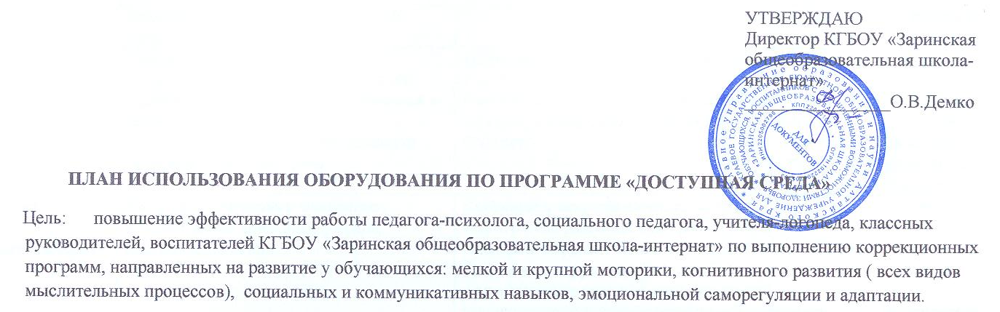 УТВЕРЖДАЮ
Директор КГБОУ «Заринская
общеобразовательная школа-
интернат»
О.В.Демко
ДЛЯ
ДОКУМЕНТОВ
ПЛАН ИСПОЛЬЗОВАНИЯ ОБОРУДОВАНИЯ ПО ПРОГРАММЕ «ДОСТУПНАЯ СРЕДА»
Цель: повышение эффективности работы педагога-психолога, социального педагога, учителя-логопеда, классных
руководителей, воспитателей КГБОУ «Заринская общеобразовательная школа-интернат» по выполнению коррекционных
программ, направленных на развитие у обучающихся: мелкой и крупной моторики, когнитивного развития ( всех видов
мыслительных процессов), социальных и коммуникативных навыков, эмоциональной саморегуляции и адаптации.